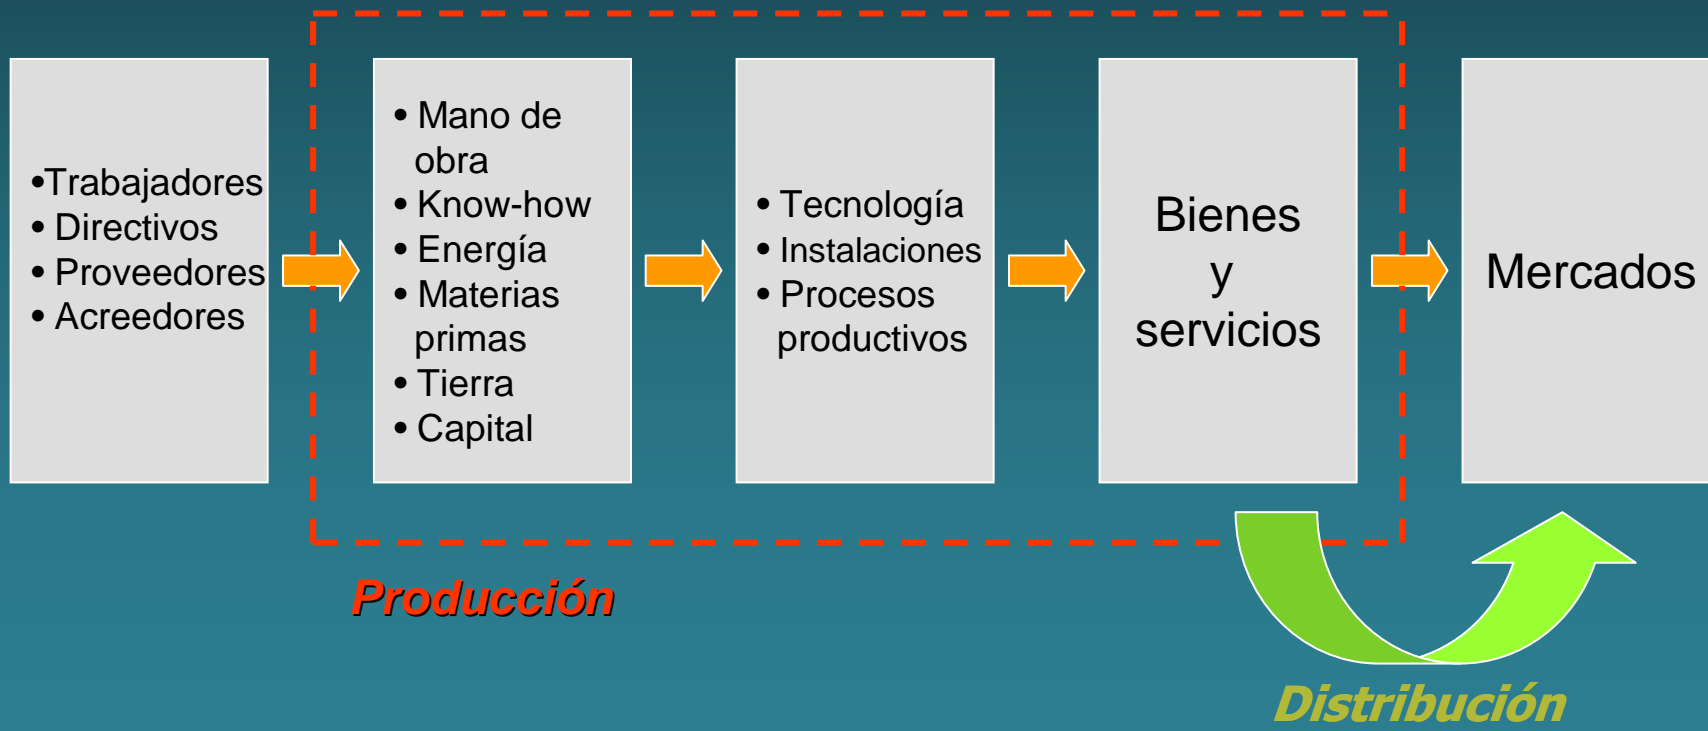 •Trabajadores
• Directivos
• Proveedores
• Acreedores
• Mano de
obra
• Know-how
• Energía
• Materias
primas
• Tierra
• Capital
• Tecnología
• Instalaciones
• Procesos
productivos
Bienes
y
servicios
Mercados
Producción
Distribución